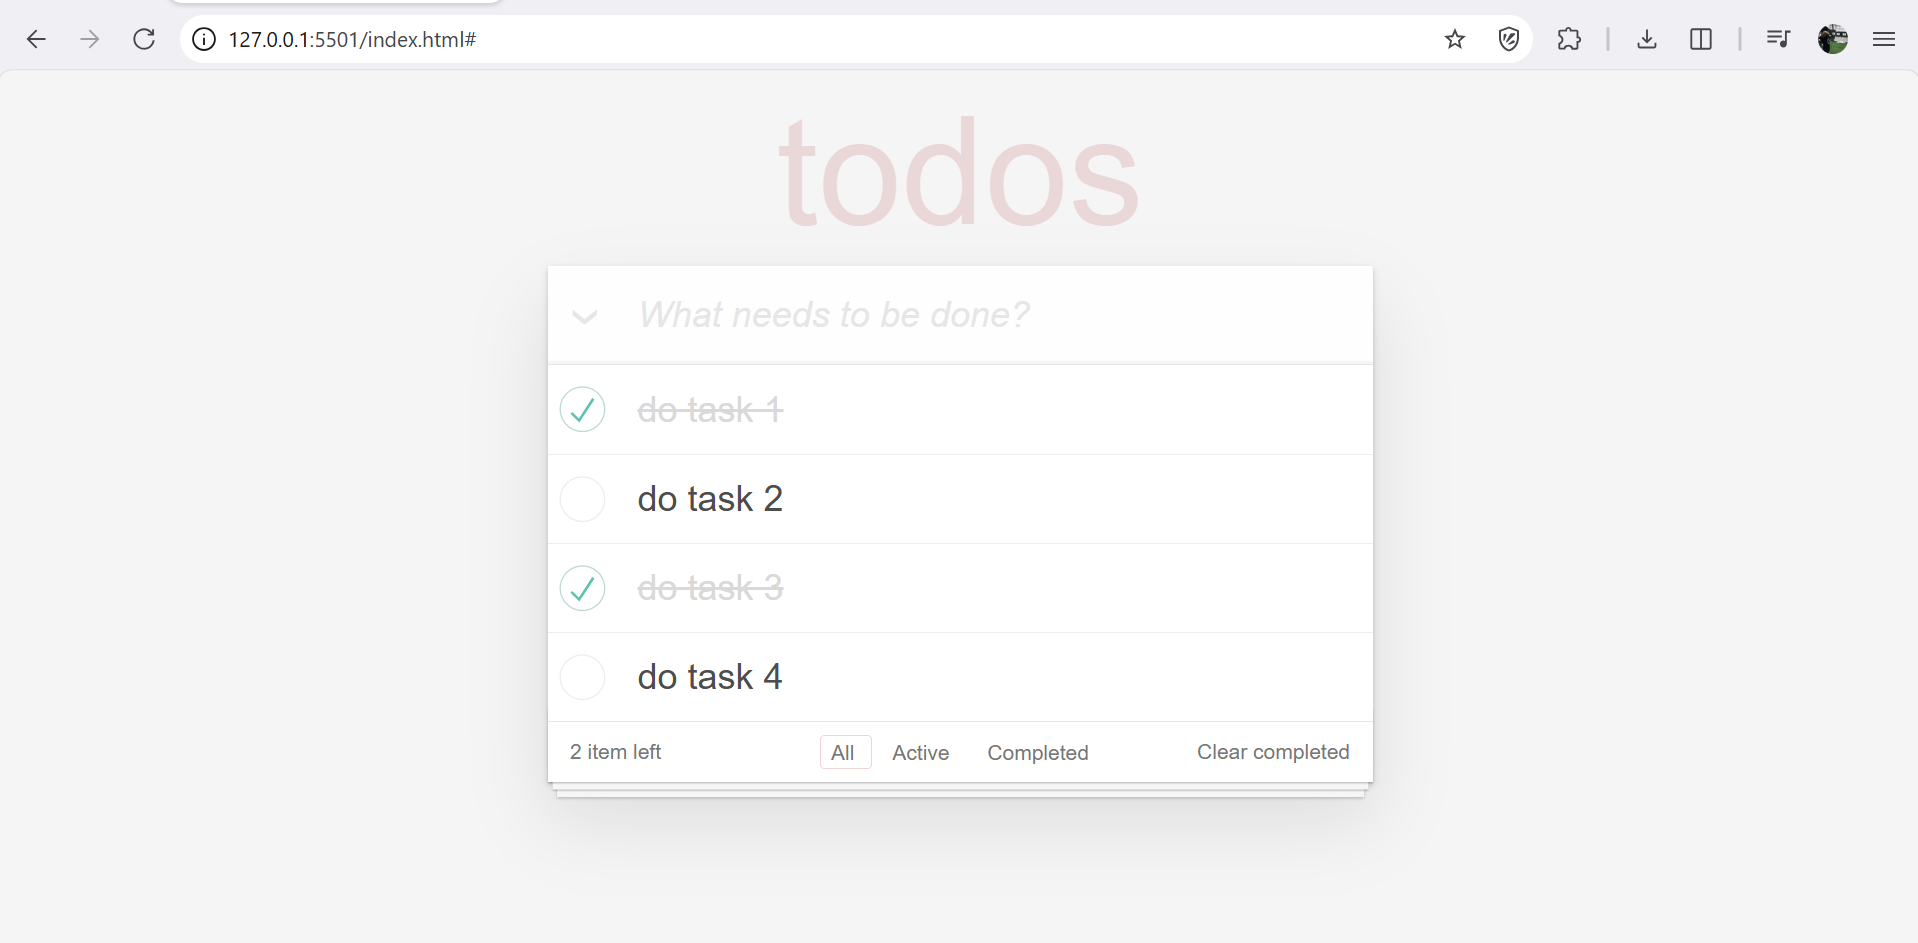 127.0.0.1:5501/index.html#
todos
What needs to be done?
do task 1
do task 2
do task 3
do task 4
2 item left All Active Completed Clear completed